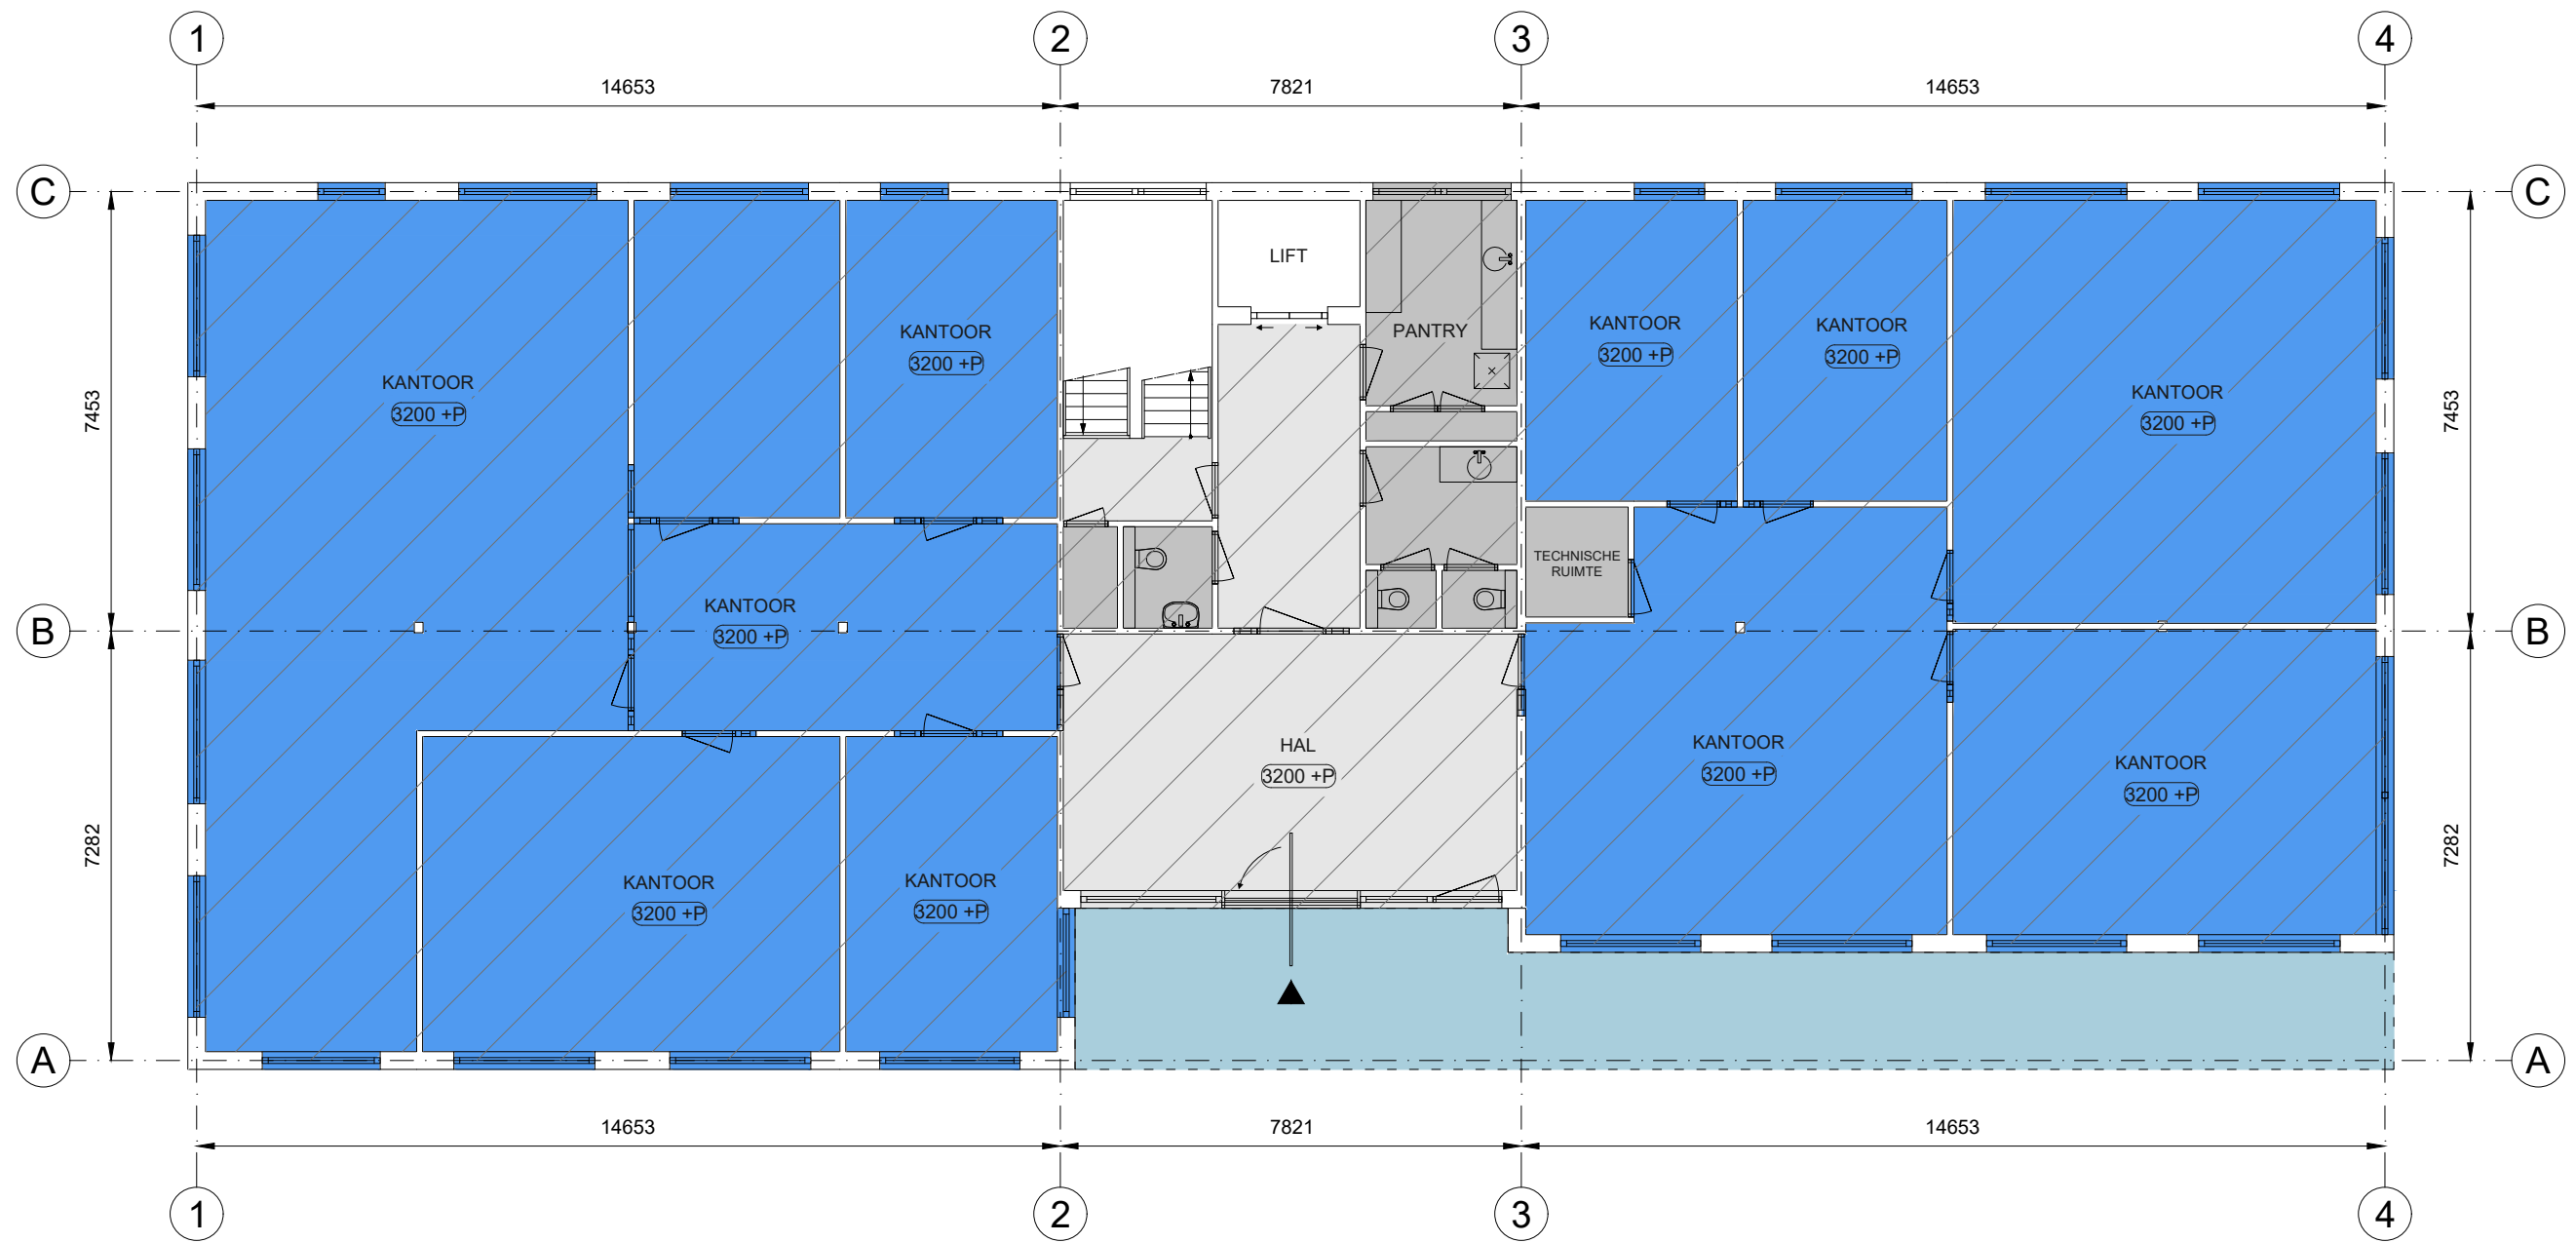 1
2
3
4
14653
7821
14653
C
C
LIFT
KANTOOR
3200 +P
PANTRY
KANTOOR
3200 +P
KANTOOR
3200 +P
KANTOOR
3200 +P
KANTOOR
3200 +P
7453
7453
TECHNISCHE
RUIMTE
KANTOOR
3200 +P
B
B
HAL
3200 +P
KANTOOR
3200 +P
KANTOOR
3200 +P
7282
7282
KANTOOR
3200 +P
KANTOOR
3200 +P
A
A
14653
7821
14653
1
2
3
4